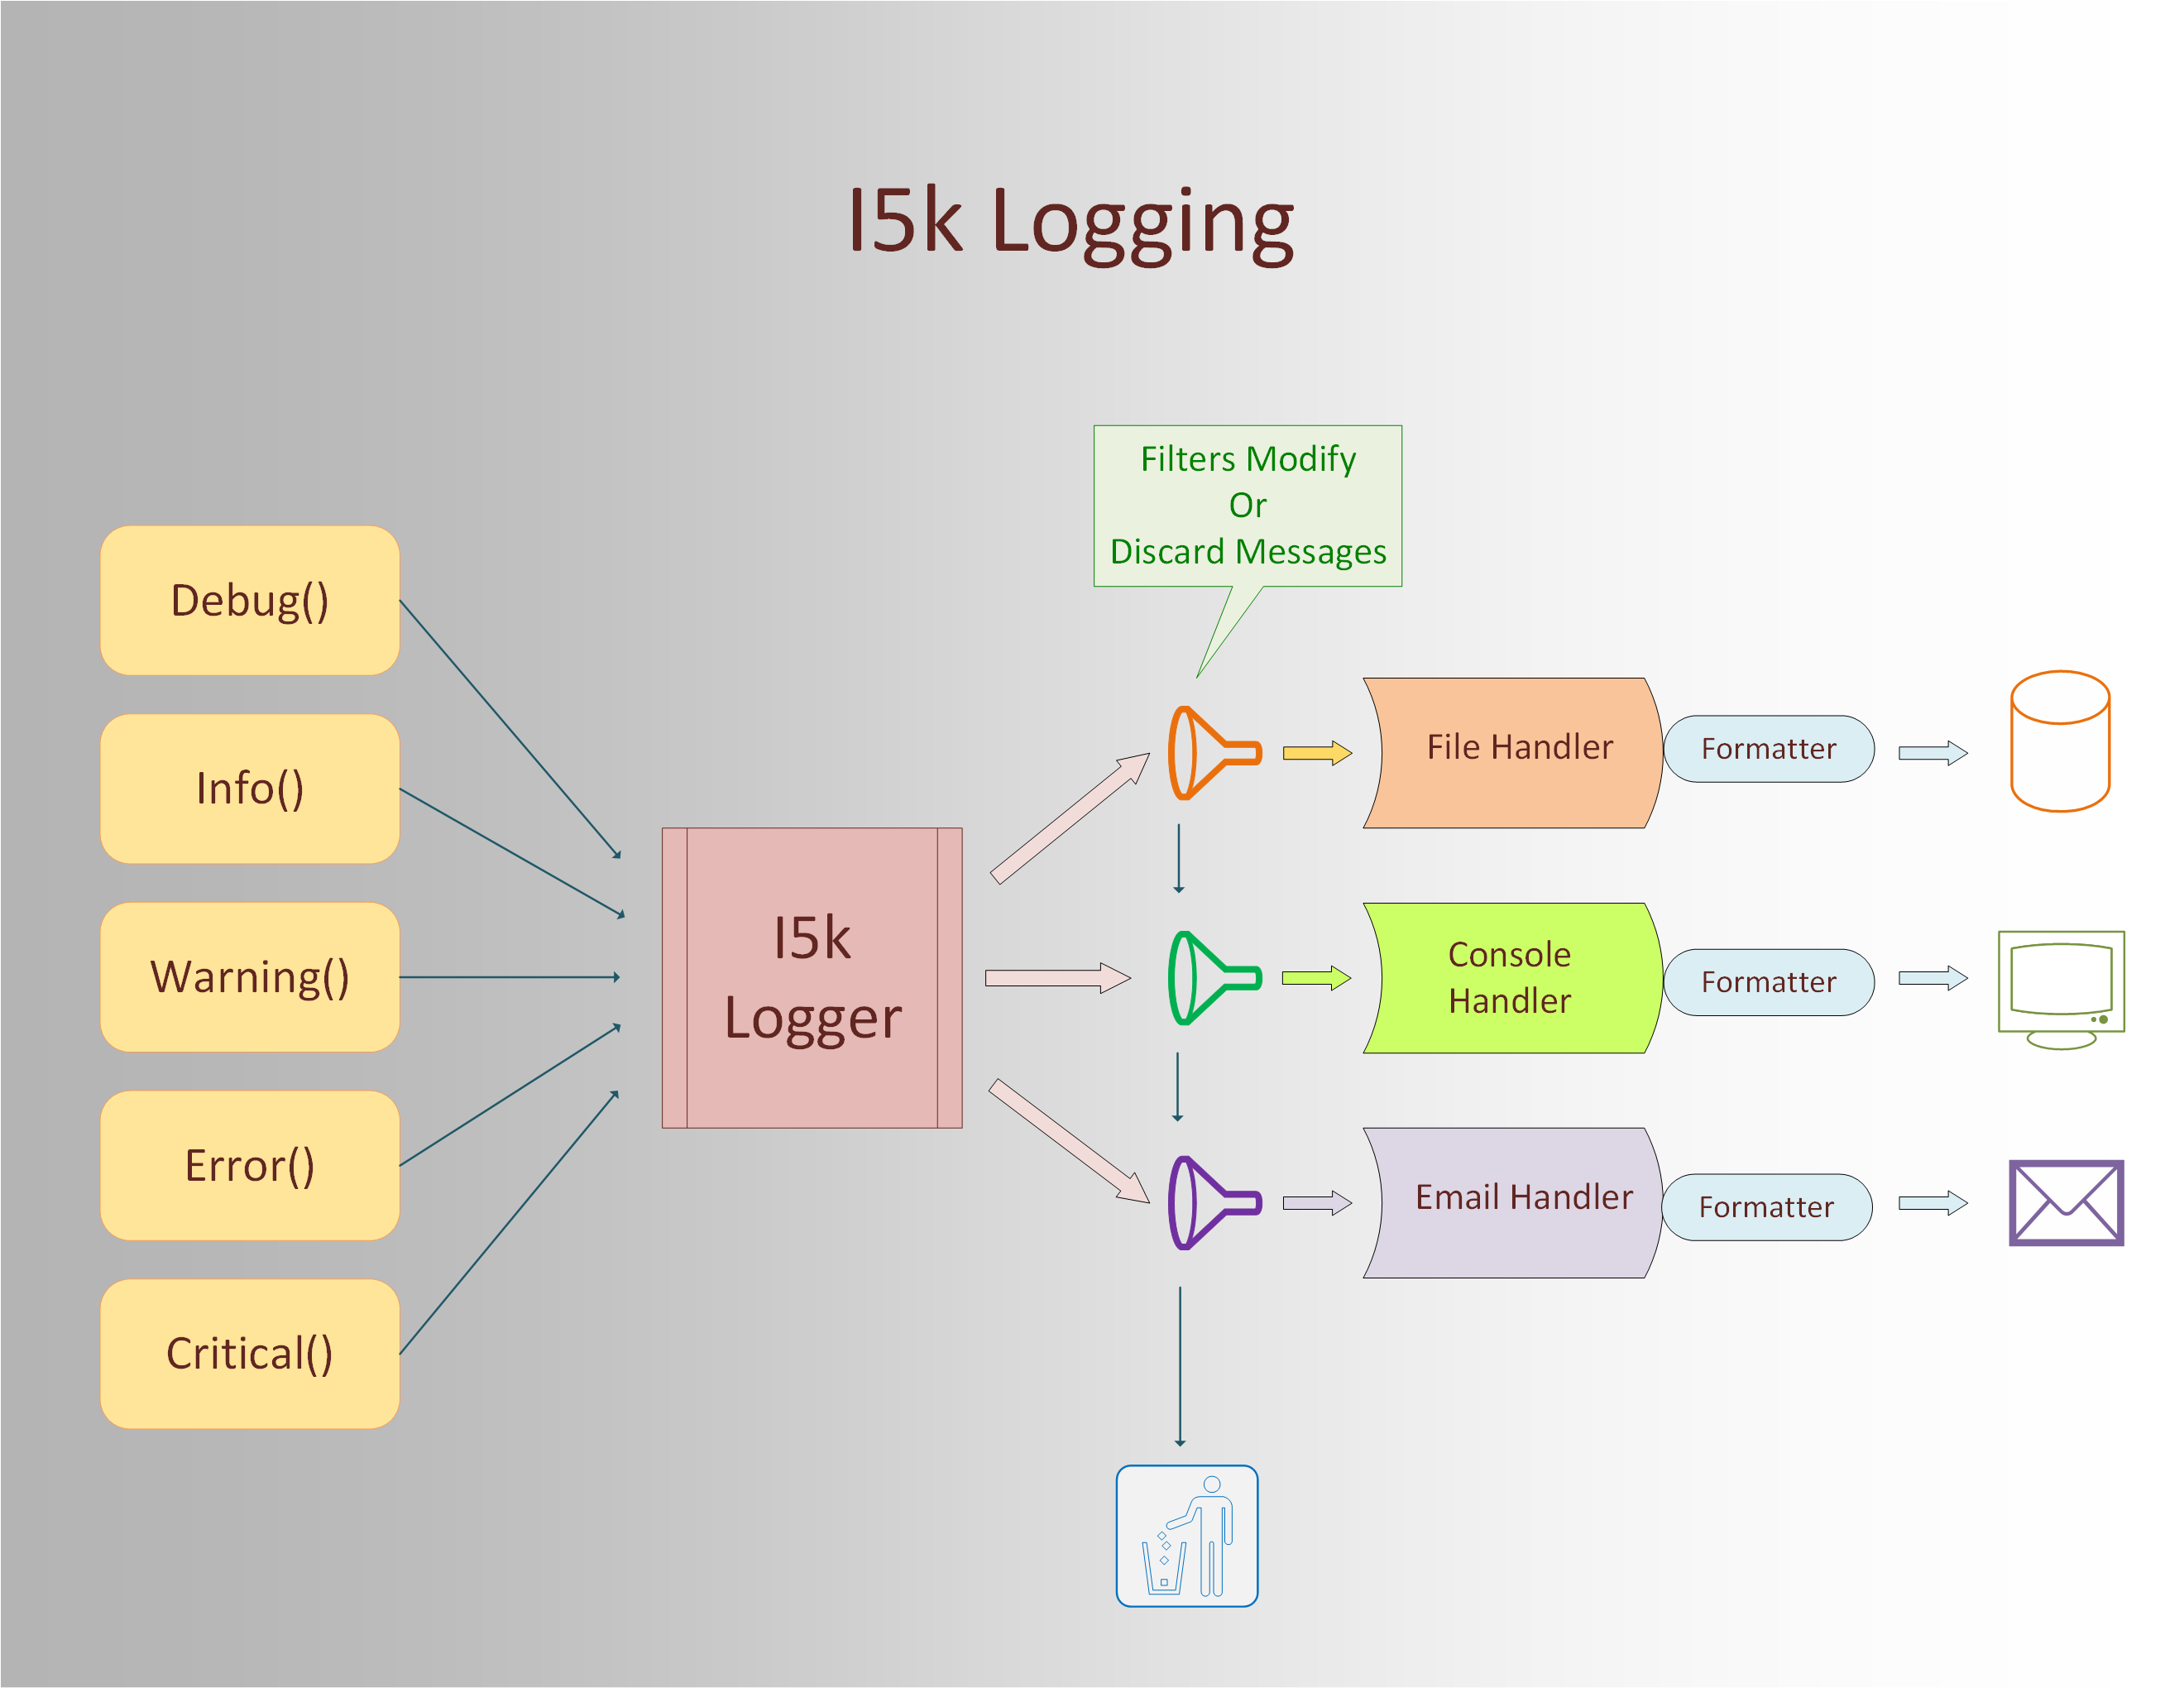 I5k Logging
Filters Modify
Or
Discard Messages
Debug()
Info()
Warning()
Error()
Critical()
I5k
Logger
File Handler
Formatter
Console
Handler
Formatter
Email Handler
Formatter